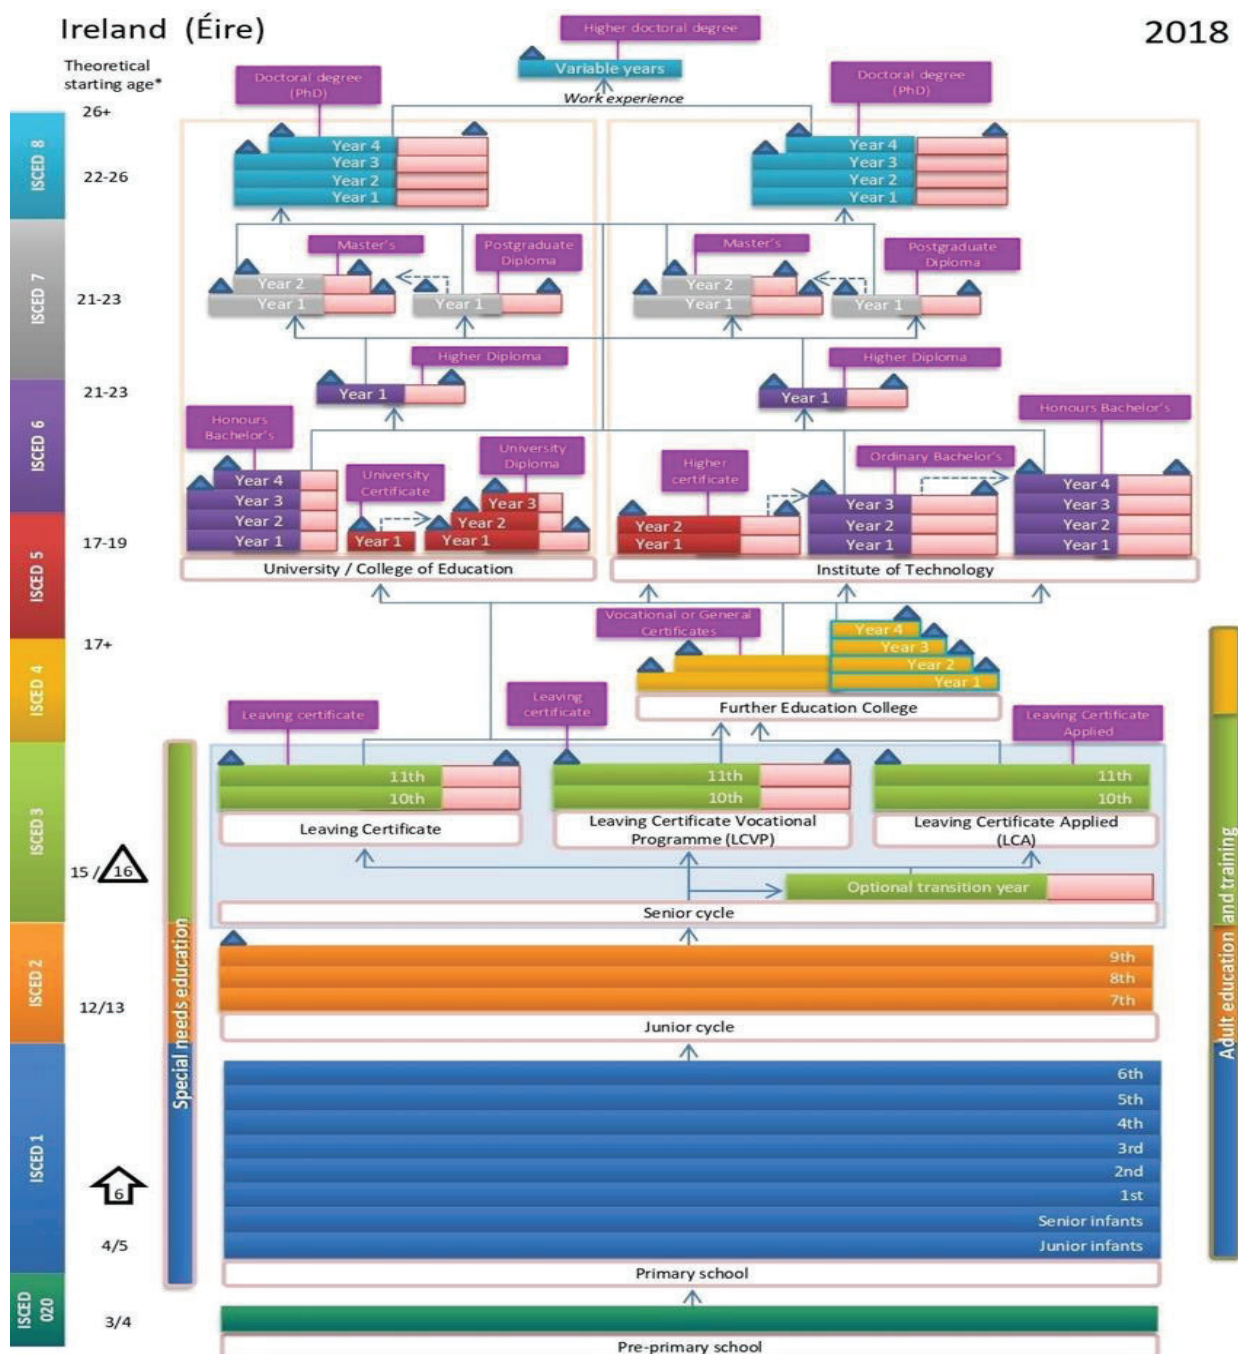 Ireland (Éire)
2018
Theoretical
starting age*
Higher doctoral degree
Variable years
Work experience
Doctoral degree
(PhD)
Doctoral degree
(PhD)
26+
ISCED 8
22-26
Year 4
Year 3
Year 2
Year 1
Year 4
Year 3
Year 2
Year 1
ISCED 7
21-23
Master's
Postgraduate
Diploma
Year 2
Year 1
Year 1
Master's
Postgraduate
Diploma
Year 2
Year 1
Year 1
21-23
Higher Diploma
Year 1
Higher Diploma
Year 1
ISCED 6
Honours
Bachelor's
Year 4
Year 3
Year 2
Year 1
University
Certificate
Year 1
University
Diploma
Year 3
Year 2
Year 1
Higher
certificate
Year 2
Year 1
Ordinary Bachelor's
Year 3
Year 2
Year 1
Honours Bachelor's
Year 4
Year 3
Year 2
Year 1
ISCED 5
17-19
University / College of Education
Institute of Technology
17+
ISCED 4
Vocational or General
Certificates
Year 4
Year 3
Year 2
Year 1
Further Education College
Leaving certificate
Leaving
certificate
Leaving Certificate
Applied
ISCED 3
11th
10th
Leaving Certificate
11th
10th
Leaving Certificate Vocational
Programme (LCVP)
11th
10th
Leaving Certificate Applied
(LCA)
15 / 16
Optional transition year
Senior cycle
Special needs education
Adult education and training
ISCED 2
12/13
9th
8th
7th
Junior cycle
ISCED 1
6th
5th
4th
3rd
2nd
1st
Senior infants
Junior infants
6
4/5
Primary school
ISCED
020
3/4
Pre-primary school